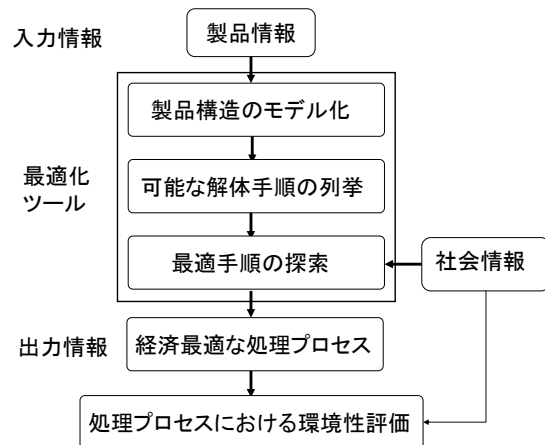 入力情報
製品情報
製品構造のモデル化
最適化
ツール
可能な解体手順の列挙
最適手順の探索
社会情報
出力情報
経済最適な処理プロセス
処理プロセスにおける環境性評価